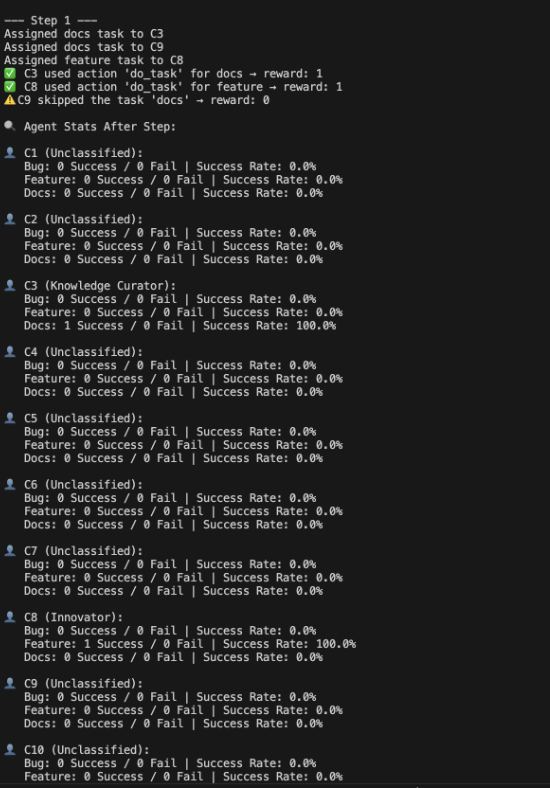 --- Step 1 ---
Assigned docs task to C3
Assigned docs task to C9
Assigned feature task to C8
✅ C3 used action 'do_task' for docs → reward: 1
✅ C8 used action 'do_task' for feature → reward: 1
⚠️C9 skipped the task 'docs' → reward: 0
🔍 Agent Stats After Step:
👤 C1 (Unclassified):
Bug: 0 Success / 0 Fail | Success Rate: 0.0%
Feature: 0 Success / 0 Fail | Success Rate: 0.0%
Docs: 0 Success / 0 Fail | Success Rate: 0.0%
👤 C2 (Unclassified):
Bug: 0 Success / 0 Fail | Success Rate: 0.0%
Feature: 0 Success / 0 Fail | Success Rate: 0.0%
Docs: 0 Success / 0 Fail | Success Rate: 0.0%
👤 C3 (Knowledge Curator):
Bug: 0 Success / 0 Fail | Success Rate: 0.0%
Feature: 0 Success / 0 Fail | Success Rate: 0.0%
Docs: 1 Success / 0 Fail | Success Rate: 100.0%
👤 C4 (Unclassified):
Bug: 0 Success / 0 Fail | Success Rate: 0.0%
Feature: 0 Success / 0 Fail | Success Rate: 0.0%
Docs: 0 Success / 0 Fail | Success Rate: 0.0%
👤 C5 (Unclassified):
Bug: 0 Success / 0 Fail | Success Rate: 0.0%
Feature: 0 Success / 0 Fail | Success Rate: 0.0%
Docs: 0 Success / 0 Fail | Success Rate: 0.0%
👤 C6 (Unclassified):
Bug: 0 Success / 0 Fail | Success Rate: 0.0%
Feature: 0 Success / 0 Fail | Success Rate: 0.0%
Docs: 0 Success / 0 Fail | Success Rate: 0.0%
👤 C7 (Unclassified):
Bug: 0 Success / 0 Fail | Success Rate: 0.0%
Feature: 0 Success / 0 Fail | Success Rate: 0.0%
Docs: 0 Success / 0 Fail | Success Rate: 0.0%
👤 C8 (Innovator):
Bug: 0 Success / 0 Fail | Success Rate: 0.0%
Feature: 1 Success / 0 Fail | Success Rate: 100.0%
Docs: 0 Success / 0 Fail | Success Rate: 0.0%
👤 C9 (Unclassified):
Bug: 0 Success / 0 Fail | Success Rate: 0.0%
Feature: 0 Success / 0 Fail | Success Rate: 0.0%
Docs: 0 Success / 0 Fail | Success Rate: 0.0%
👤 C10 (Unclassified):
Bug: 0 Success / 0 Fail | Success Rate: 0.0%
Feature: 0 Success / 0 Fail | Success Rate: 0.0%